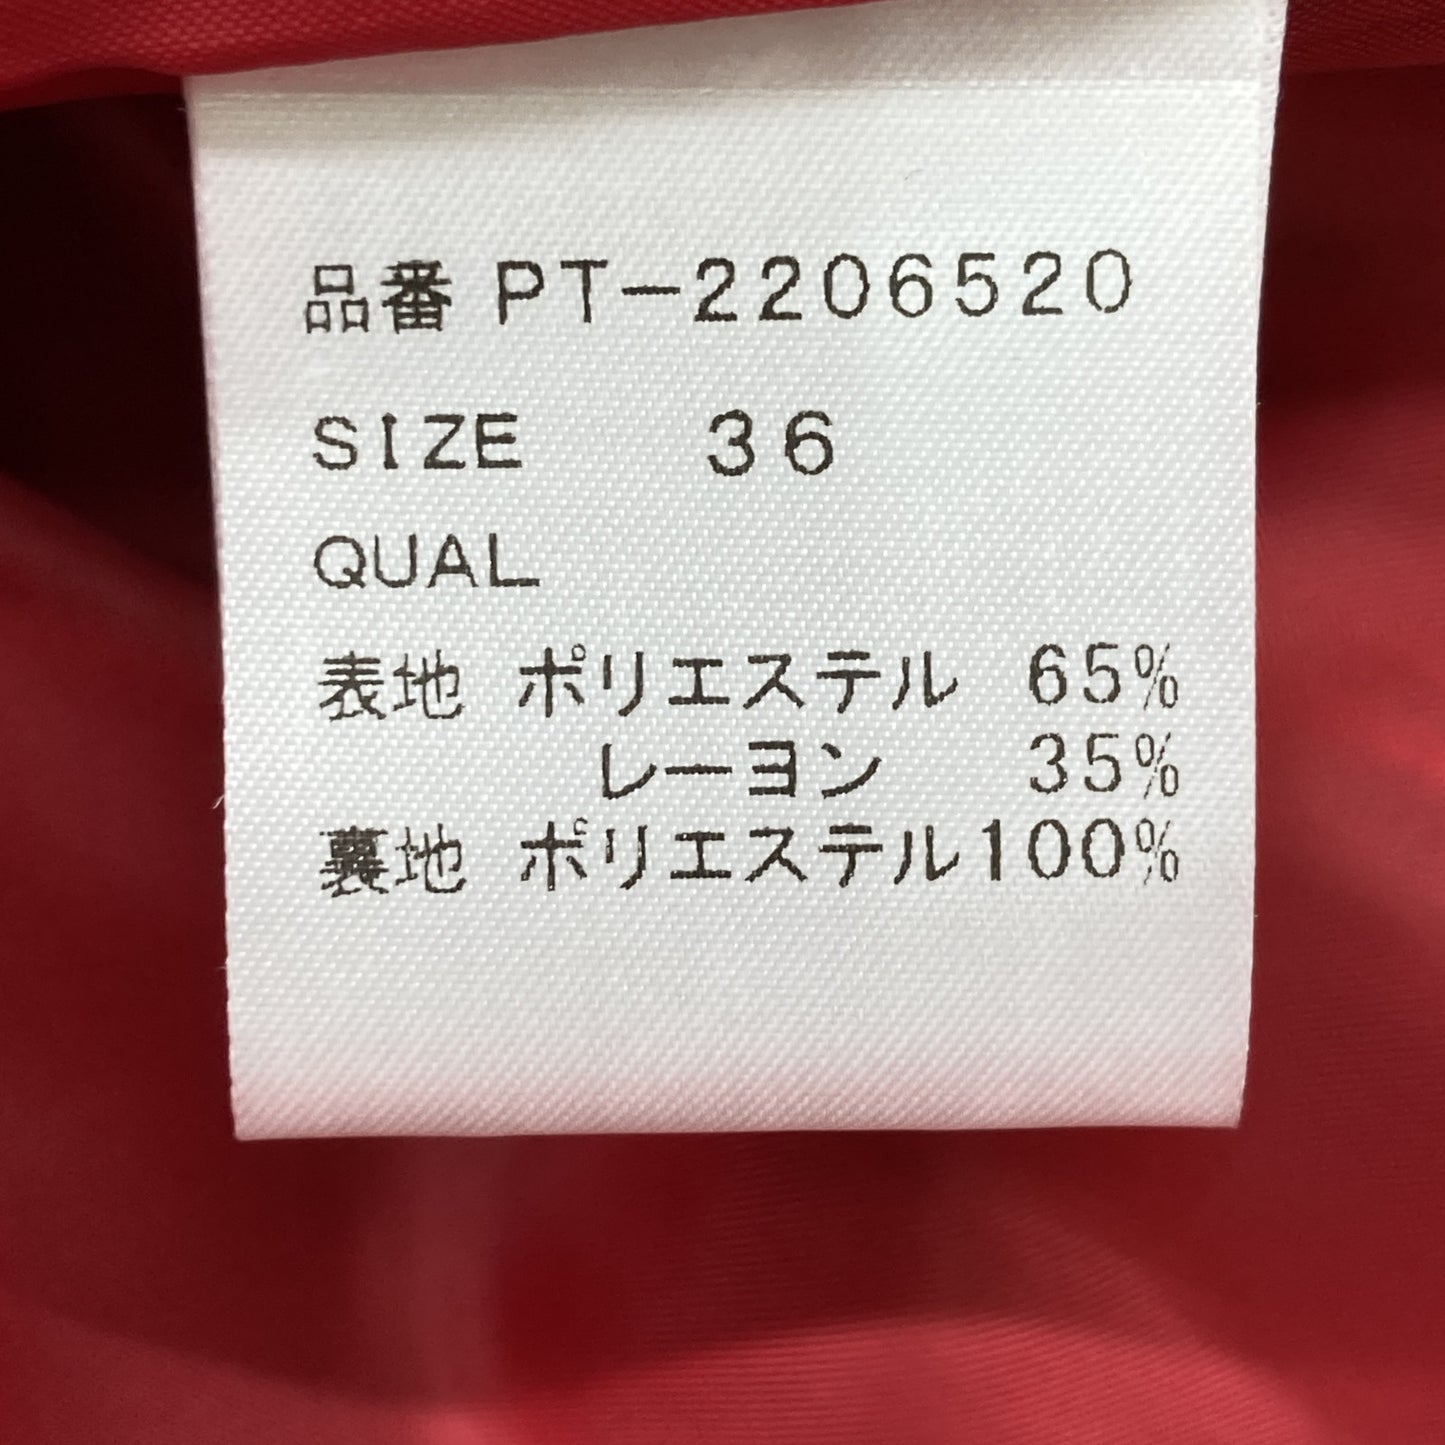 品番 PT-2206520
SIZE 36
QUAL
表地 ポリエステル 65%
レーヨン 35%
裏地 ポリエステル100%